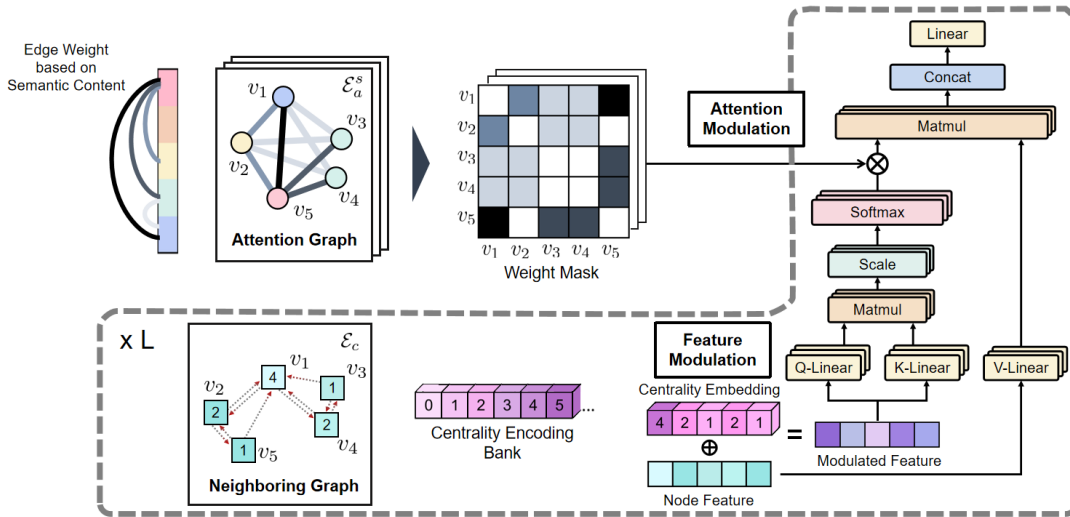 Edge Weight
based on
Semantic Content
v1
v2
v3
v4
v5
ℰₐˢ
Attention Graph
v1
v2
v3
v4
v5
v1 v2 v3 v4 v5
Weight Mask
Attention
Modulation
Linear
Concat
Matmul
Softmax
Scale
Matmul
Q-Linear
K-Linear
V-Linear
x L
ℰc
v1
4
v2
2
v3
1
2
v4
1
v5
Neighboring Graph
0 1 2 3 4 5 ...
Centrality Encoding
Bank
Feature
Modulation
Centrality Embedding
4 2 1 2 1
⊕
=
Node Feature
Modulated Feature